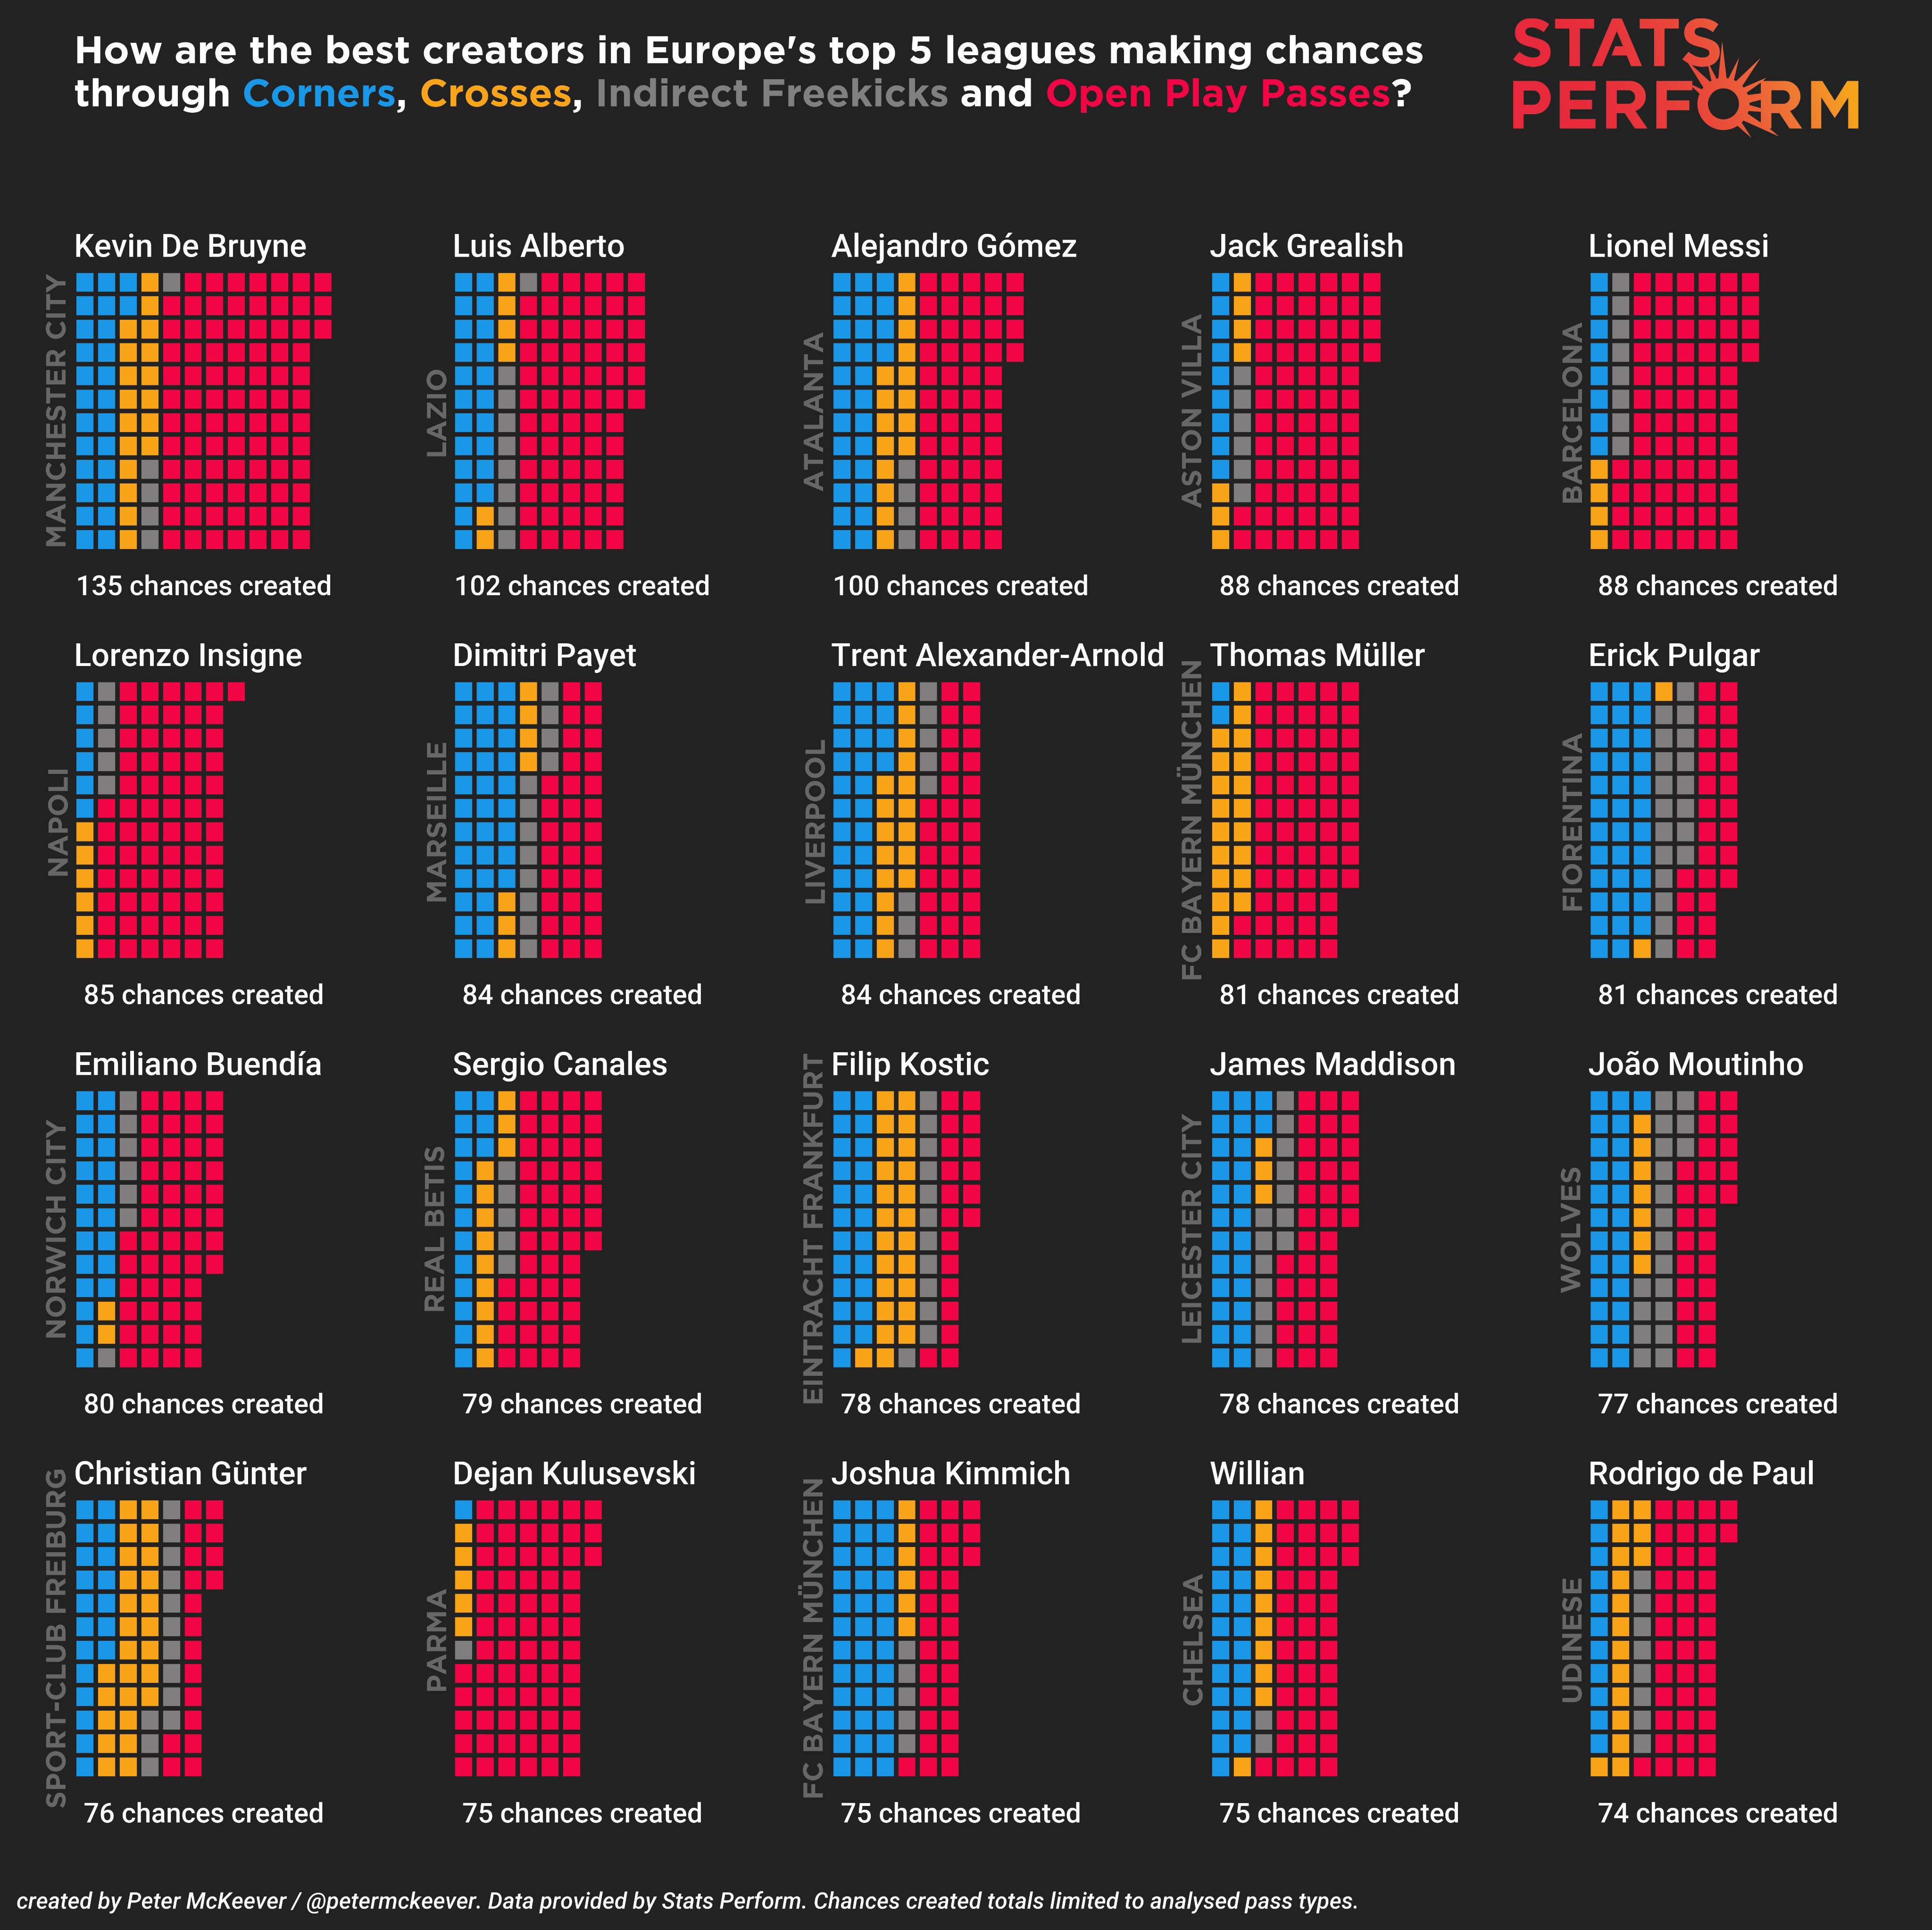 How are the best creators in Europe's top 5 leagues making chances
through Corners, Crosses, Indirect Freekicks and Open Play Passes?
STATS
PERFORM
Kevin De Bruyne
MANCHESTER CITY
135 chances created
Luis Alberto
LAZIO
102 chances created
Alejandro Gómez
ATALANTA
100 chances created
Jack Grealish
ASTON VILLA
88 chances created
Lionel Messi
BARCELONA
88 chances created
Lorenzo Insigne
NAPOLI
85 chances created
Dimitri Payet
MARSEILLE
84 chances created
Trent Alexander-Arnold
LIVERPOOL
84 chances created
Thomas Müller
FC BAYERN MÜNCHEN
81 chances created
Erick Pulgar
FIORENTINA
81 chances created
Emiliano Buendía
NORWICH CITY
80 chances created
Sergio Canales
REAL BETIS
79 chances created
Filip Kostic
EINTRACHT FRANKFURT
78 chances created
James Maddison
LEICESTER CITY
78 chances created
João Moutinho
WOLVES
77 chances created
Christian Günter
SPORT-CLUB FREIBURG
76 chances created
Dejan Kulusevski
PARMA
75 chances created
Joshua Kimmich
FC BAYERN MÜNCHEN
75 chances created
Willian
CHELSEA
75 chances created
Rodrigo de Paul
UDINESE
74 chances created
created by Peter McKeever / @petermckeever. Data provided by Stats Perform. Chances created totals limited to analysed pass types.